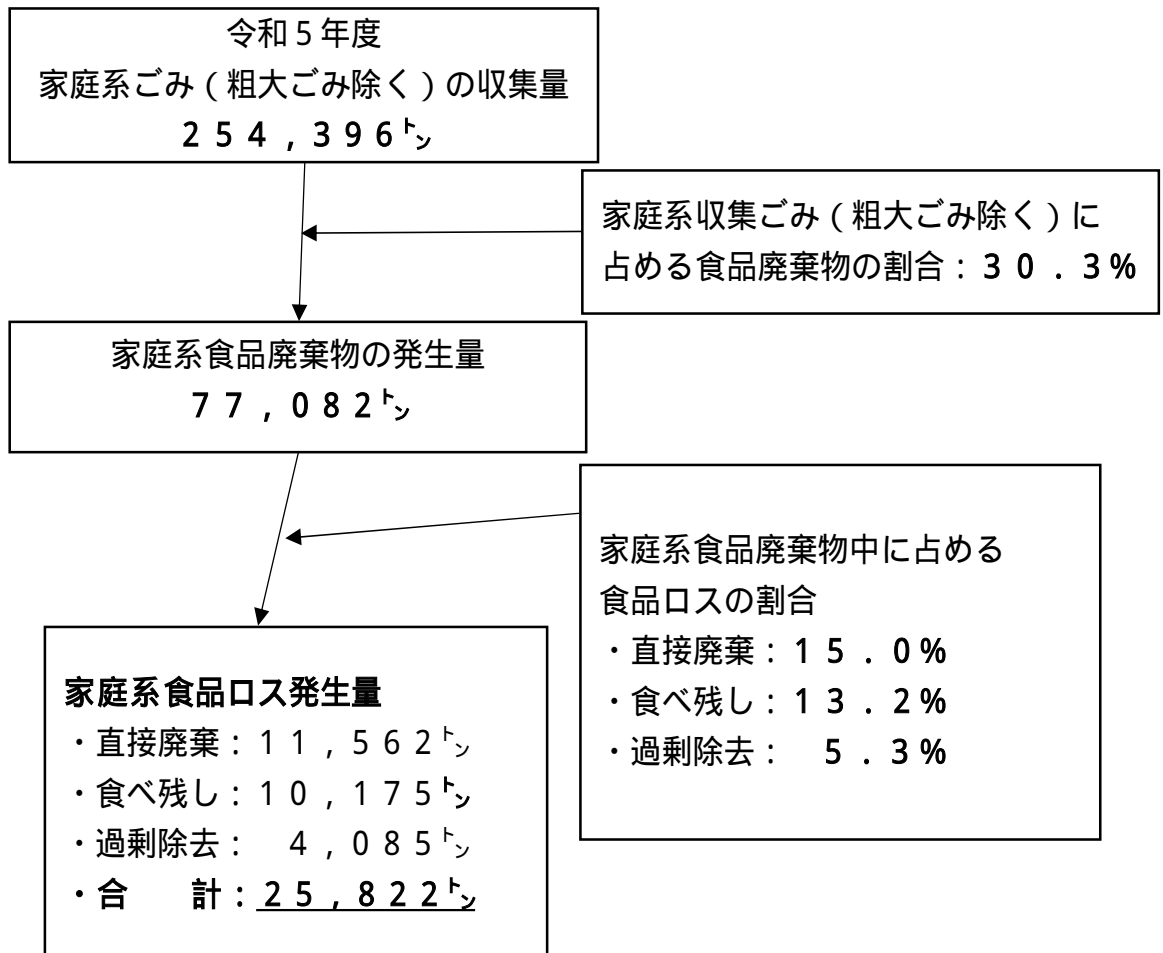 令和５年度
家庭系ごみ（粗大ごみ除く）の収集量
２５４，３９６㌧
家庭系収集ごみ（粗大ごみ除く）に
占める食品廃棄物の割合：３０．３％
家庭系食品廃棄物の発生量
７７，０８２㌧
家庭系食品廃棄物中に占める
食品ロスの割合
・直接廃棄：１５．０％
・食べ残し：１３．２％
・過剰除去：　５．３％
家庭系食品ロス発生量
・直接廃棄：１１，５６２㌧
・食べ残し：１０，１７５㌧
・過剰除去：　４，０８５㌧
・合　　計：２５，８２２㌧